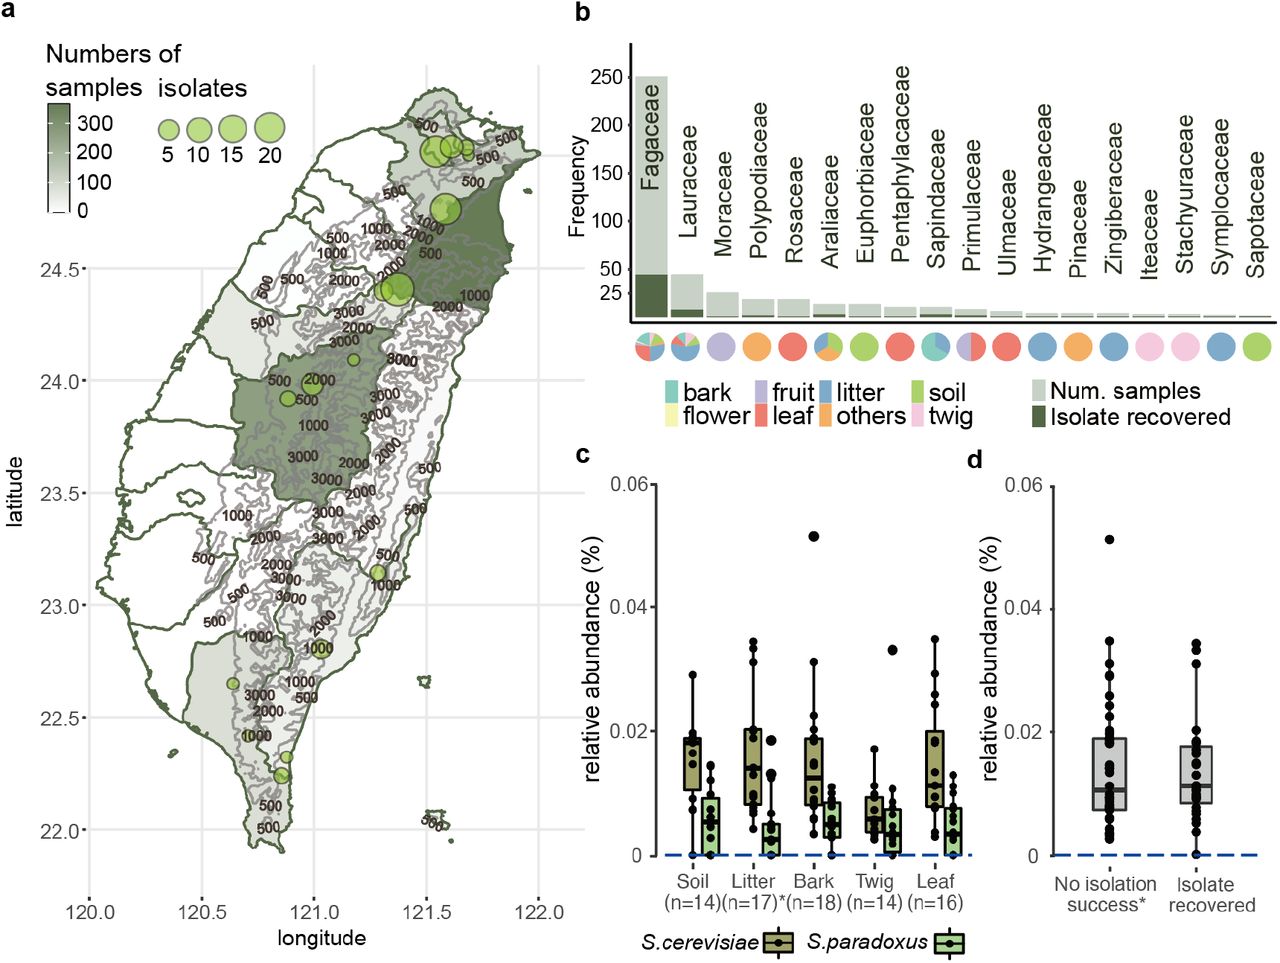 a
Numbers of
samples isolates
300
200
100
0
5 10 15 20
latitude
24.5
24.0
23.5
23.0
22.5
22.0
120.0 120.5 121.0 121.5 122.0
longitude
500
500
500
500
500
1000
2000
500
1000
2000
500
1000
2000
2000
500
500
1000
2000
3000
2000
3000
500
3000
500
2000
500
3000
3000
1000
2000
3000
2000
3000
500
2000
500
1000
3000
2000
3000
2000
500
500
2000
3000
1000
3000
500
2000
500
1000
1000
1000
500
3000
2000
1000
500
500
500
b
Frequency
250
200
150
100
50
25
Fagaceae
Lauraceae
Moraceae
Polypodiaceae
Rosaceae
Araliaceae
Euphorbiaceae
Pentaphylacaceae
Sapindaceae
Primulaceae
Ulmaceae
Hydrangeaceae
Pinaceae
Zingiberaceae
Iteaceae
Stachyuraceae
Symplocaceae
Sapotaceae
bark fruit litter soil Num. samples
flower leaf others twig Isolate recovered
c
relative abundance (%)
0.06
0.04
0.02
0
Soil Litter Bark Twig Leaf
(n=14)(n=17)*(n=18) (n=14) (n=16)
S.cerevisiae S.paradoxus
d
relative abundance (%)
0.06
0.04
0.02
0
No isolation Isolate
success* recovered